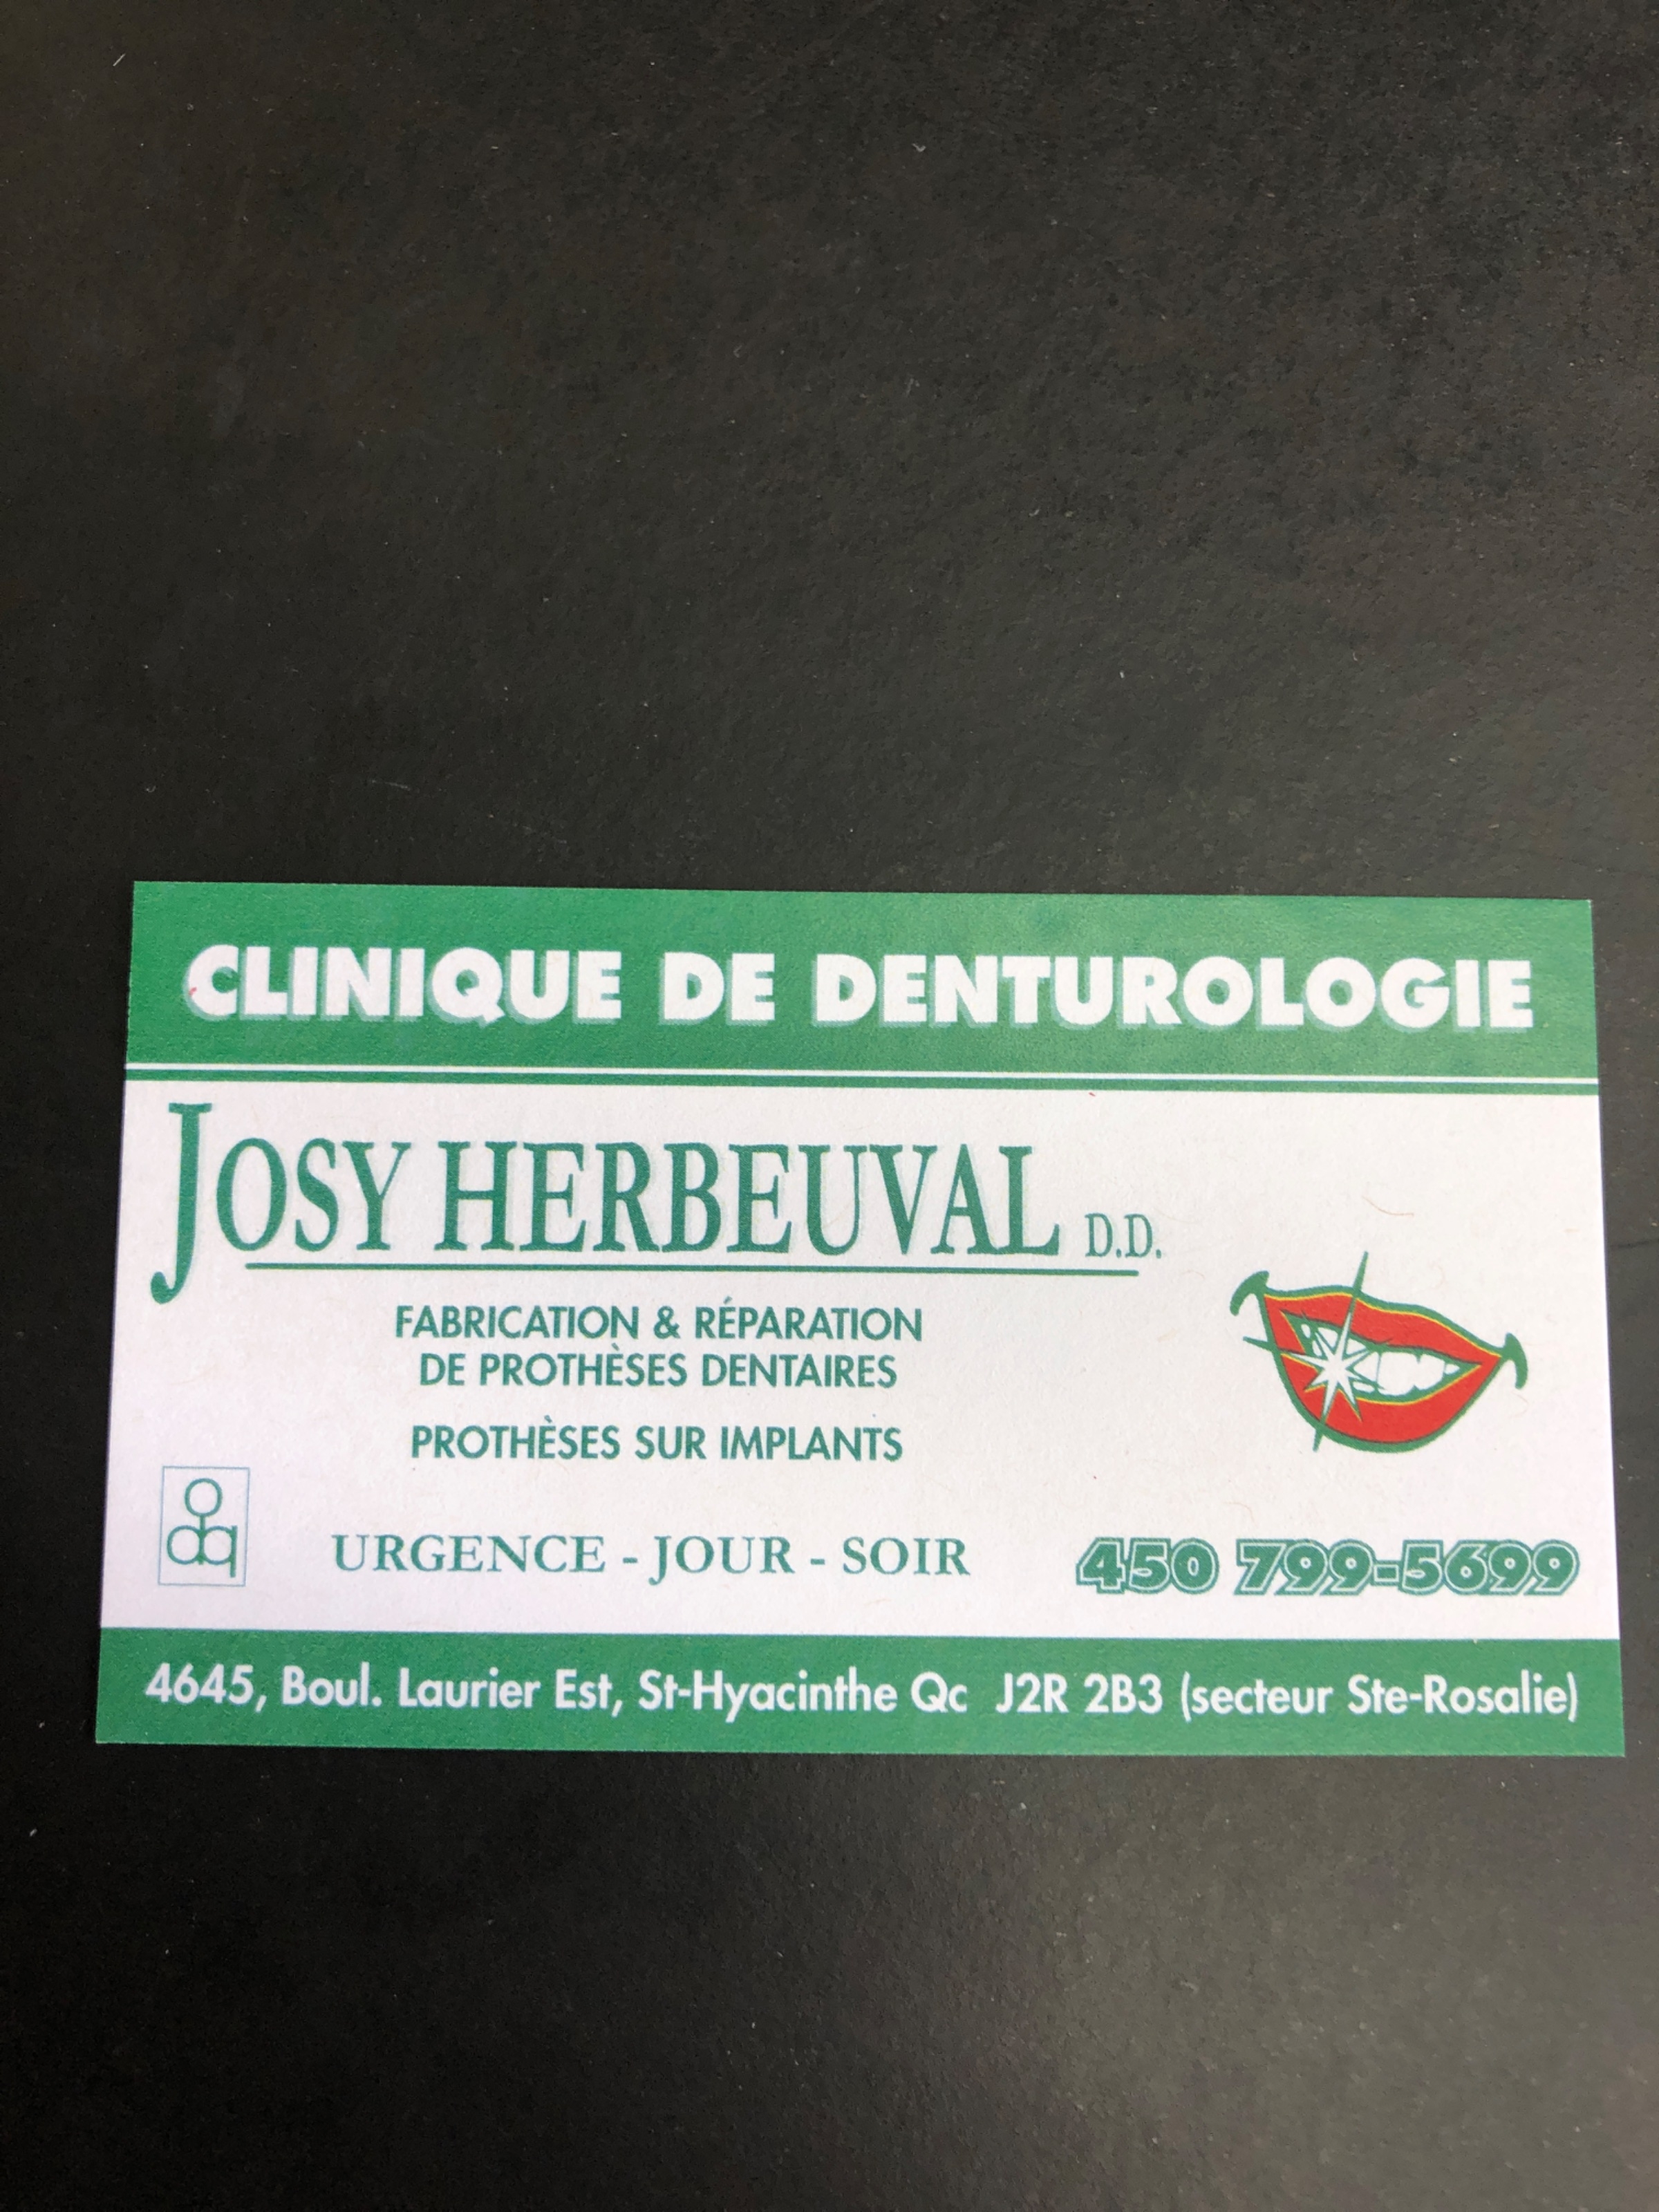 CLINIQUE DE DENTUROLOGIE
JOSY HERBEUVAL D.D.
FABRICATION & RÉPARATION
DE PROTHÈSES DENTAIRES
PROTHÈSES SUR IMPLANTS
odq
URGENCE - JOUR - SOIR
450 799-5699
4645, Boul. Laurier Est, St-Hyacinthe Qc J2R 2B3 (secteur Ste-Rosalie)